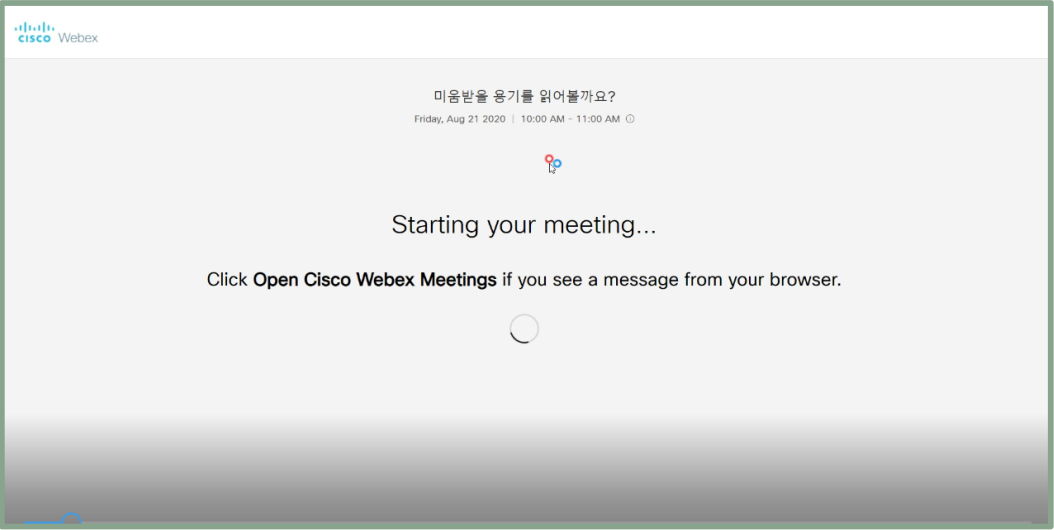 cisco Webex
미움받을 용기를 읽어볼까요?
Friday, Aug 21 2020 | 10:00 AM - 11:00 AM
Starting your meeting...
Click Open Cisco Webex Meetings if you see a message from your browser.